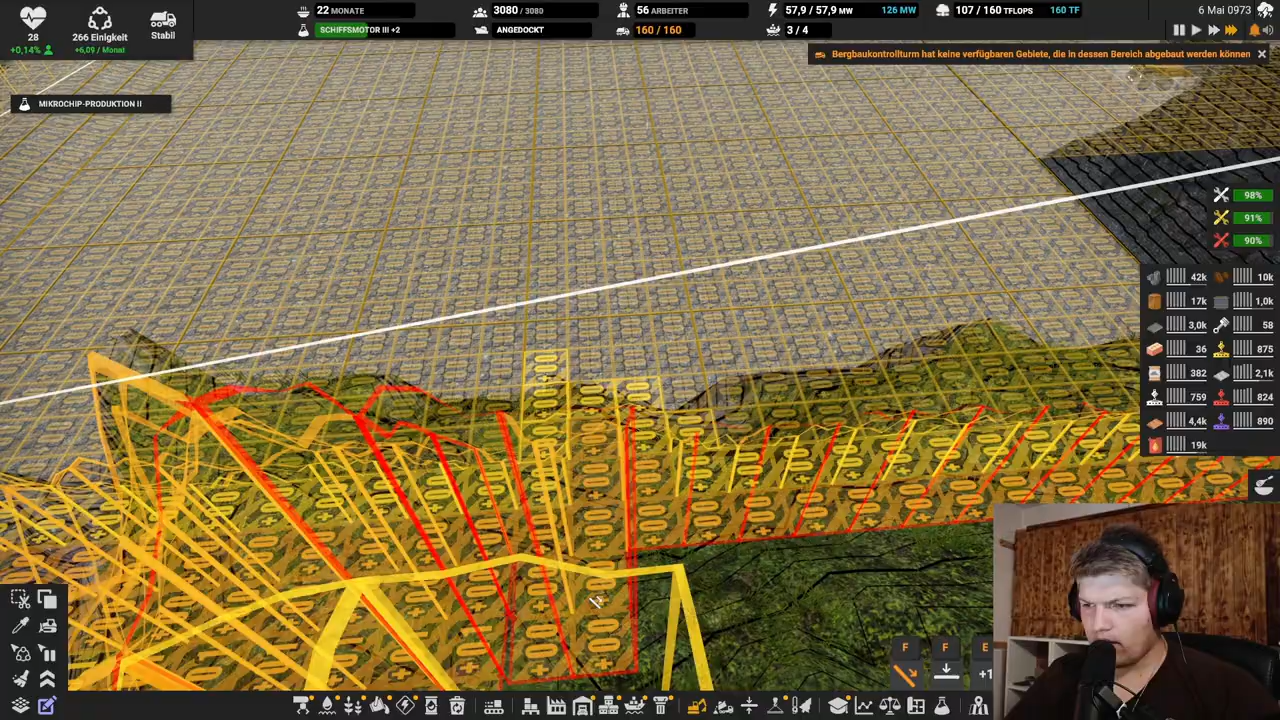 22 MONATE
3080 / 3080
56 ARBEITER
57,9 / 57,9 MW 126 MW
107 / 160 TFLOPS 160 TF
6 Mai 0973
28
266 Einigkeit
Stabil
+0,14%
+6,09 / Monat
SCHIFFSMOTOR III +2
ANGEDOCKT
160 / 160
3 / 4
Bergbaukontrollturm hat keine verfügbaren Gebiete, die in dessen Bereich abgebaut werden können
MIKROCHIP-PRODUKTION II
98%
91%
90%
42k 10k
17k 1,0k
3,0k 58
36 875
382 2,1k
759 824
4,4k 890
19k
F F E
+1